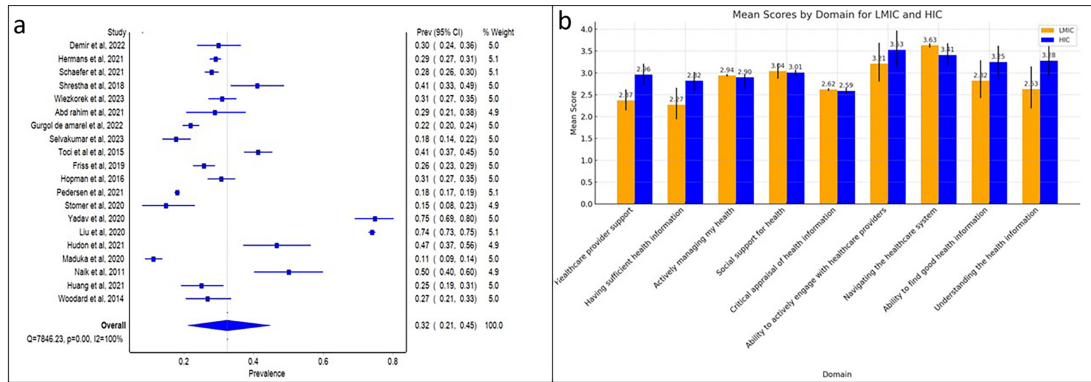 a
Study Prev (95% CI) % Weight
Demir et al, 2022 0.30 ( 0.24, 0.36) 5.0
Hermans et al, 2021 0.29 ( 0.27, 0.31) 5.1
Schaefer et al, 2021 0.28 ( 0.26, 0.30) 5.1
Shrestha et al, 2018 0.41 ( 0.33, 0.49) 5.0
Wiezkorek et al, 2023 0.31 ( 0.27, 0.35) 5.0
Abd rahim et al, 2021 0.29 ( 0.21, 0.38) 4.9
Gurgol de amarel et al, 2022 0.22 ( 0.20, 0.24) 5.0
Selvakumar et al, 2023 0.18 ( 0.14, 0.22) 5.0
Toci et al et al, 2015 0.41 ( 0.37, 0.45) 5.0
Friss et al, 2019 0.26 ( 0.23, 0.29) 5.0
Hopman et al, 2016 0.31 ( 0.27, 0.35) 5.0
Pedersen et al, 2021 0.18 ( 0.17, 0.19) 5.1
Stomer et al, 2020 0.15 ( 0.08, 0.23) 4.9
Yadav et al, 2020 0.75 ( 0.69, 0.80) 5.0
Liu et al, 2020 0.74 ( 0.73, 0.75) 5.1
Hudon et al, 2021 0.47 ( 0.37, 0.56) 4.9
Maduka et al, 2020 0.11 ( 0.09, 0.14) 5.0
Naik et al, 2011 0.50 ( 0.40, 0.60) 4.9
Huang et al, 2021 0.25 ( 0.19, 0.31) 5.0
Woodard et al, 2014 0.27 ( 0.21, 0.33) 5.0
Overall 0.32 ( 0.21, 0.45) 100.0
Q=7846.23, p=0.00, I2=100%
0.2 0.4 0.6 0.8
Prevalence
b
Mean Scores by Domain for LMIC and HIC
LMIC
HIC
Mean Score
4.0
3.5
3.0
2.5
2.0
1.5
1.0
0.5
0.0
2.37 2.96 2.27 2.82 2.94 2.90 3.04 3.01 2.62 2.59 3.21 3.53 3.63 3.41 2.82 3.25 2.63 3.28
Healthcare provider support
Having sufficient health information
Actively managing my health
Social support for health
Critical appraisal of health information
Ability to actively engage with healthcare providers
Navigating the healthcare system
Ability to find good health information
Understanding the health information
Domain